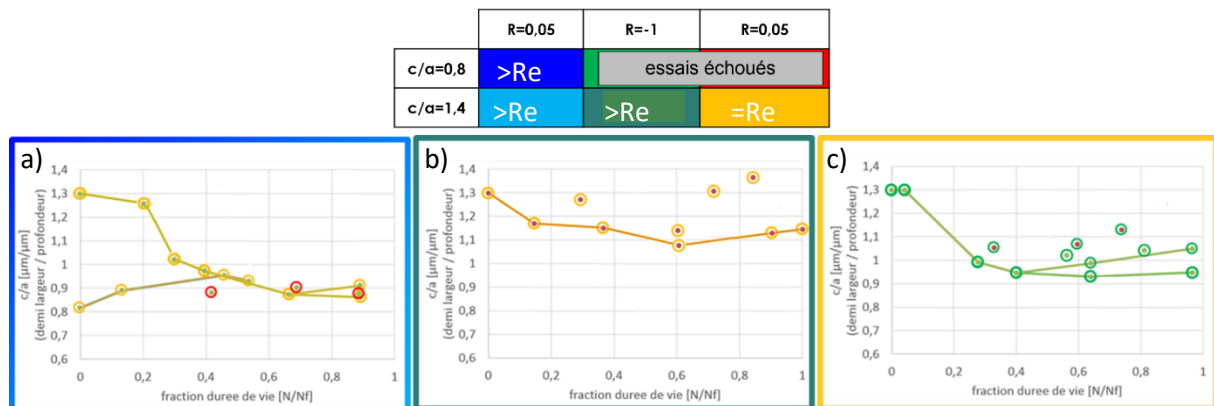 R=0,05 R=-1 R=0,05
c/a=0,8 >Re essais échoués
c/a=1,4 >Re >Re =Re
a)
c/a [µm/µm]
(demi largeur / profondeur)
1,4
1,3
1,2
1,1
1
0,9
0,8
0,7
0,6
0 0,2 0,4 0,6 0,8 1
fraction duree de vie [N/Nf]
b)
c/a [µm/µm]
(demi largeur / profondeur)
1,4
1,3
1,2
1,1
1
0,9
0,8
0,7
0,6
0 0,2 0,4 0,6 0,8 1
fraction duree de vie [N/Nf]
c)
c/a [µm/µm]
(demi largeur / profondeur)
1,4
1,3
1,2
1,1
1
0,9
0,8
0,7
0,6
0 0,2 0,4 0,6 0,8 1
fraction duree de vie [N/Nf]